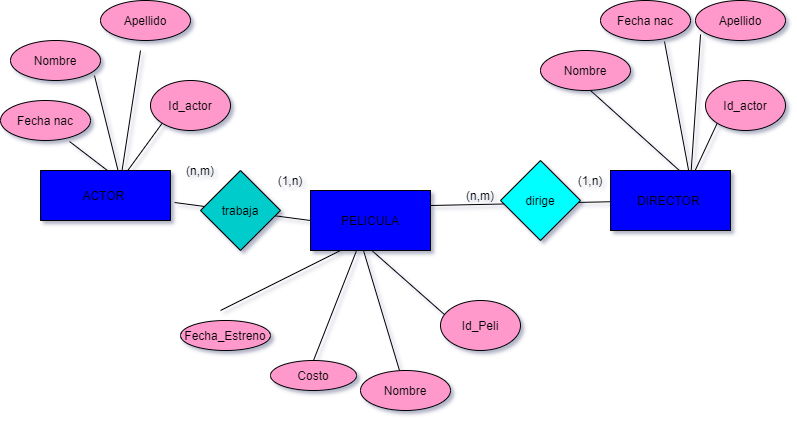 Apellido
Fecha nac
Apellido
Nombre
Nombre
Id_actor
Id_actor
Fecha nac
(n,m)
(1,n)
(n,m)
(1,n)
ACTOR
trabaja
PELICULA
dirige
DIRECTOR
Fecha_Estreno
Id_Peli
Costo
Nombre